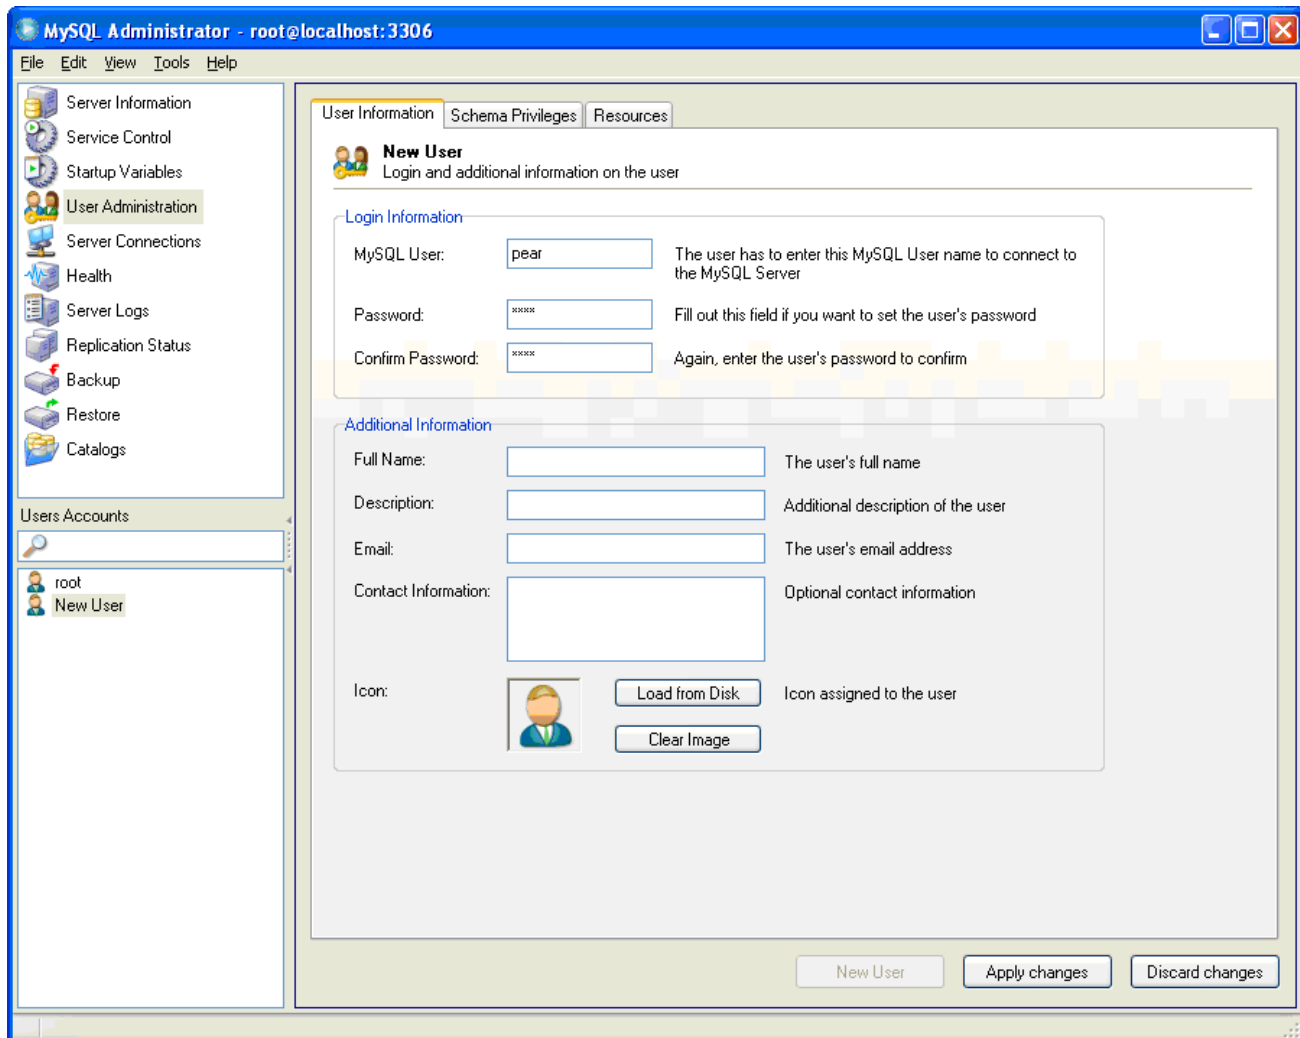 MySQL Administrator - root@localhost:3306
File Edit View Tools Help
Server Information
Service Control
Startup Variables
User Administration
Server Connections
Health
Server Logs
Replication Status
Backup
Restore
Catalogs
Users Accounts
root
New User
User Information Schema Privileges Resources
New User
Login and additional information on the user
Login Information
MySQL User: pear The user has to enter this MySQL User name to connect to
the MySQL Server
Password: **** Fill out this field if you want to set the user's password
Confirm Password: **** Again, enter the user's password to confirm
Additional Information
Full Name: The user's full name
Description: Additional description of the user
Email: The user's email address
Contact Information: Optional contact information
Icon: Load from Disk Icon assigned to the user
Clear Image
New User Apply changes Discard changes